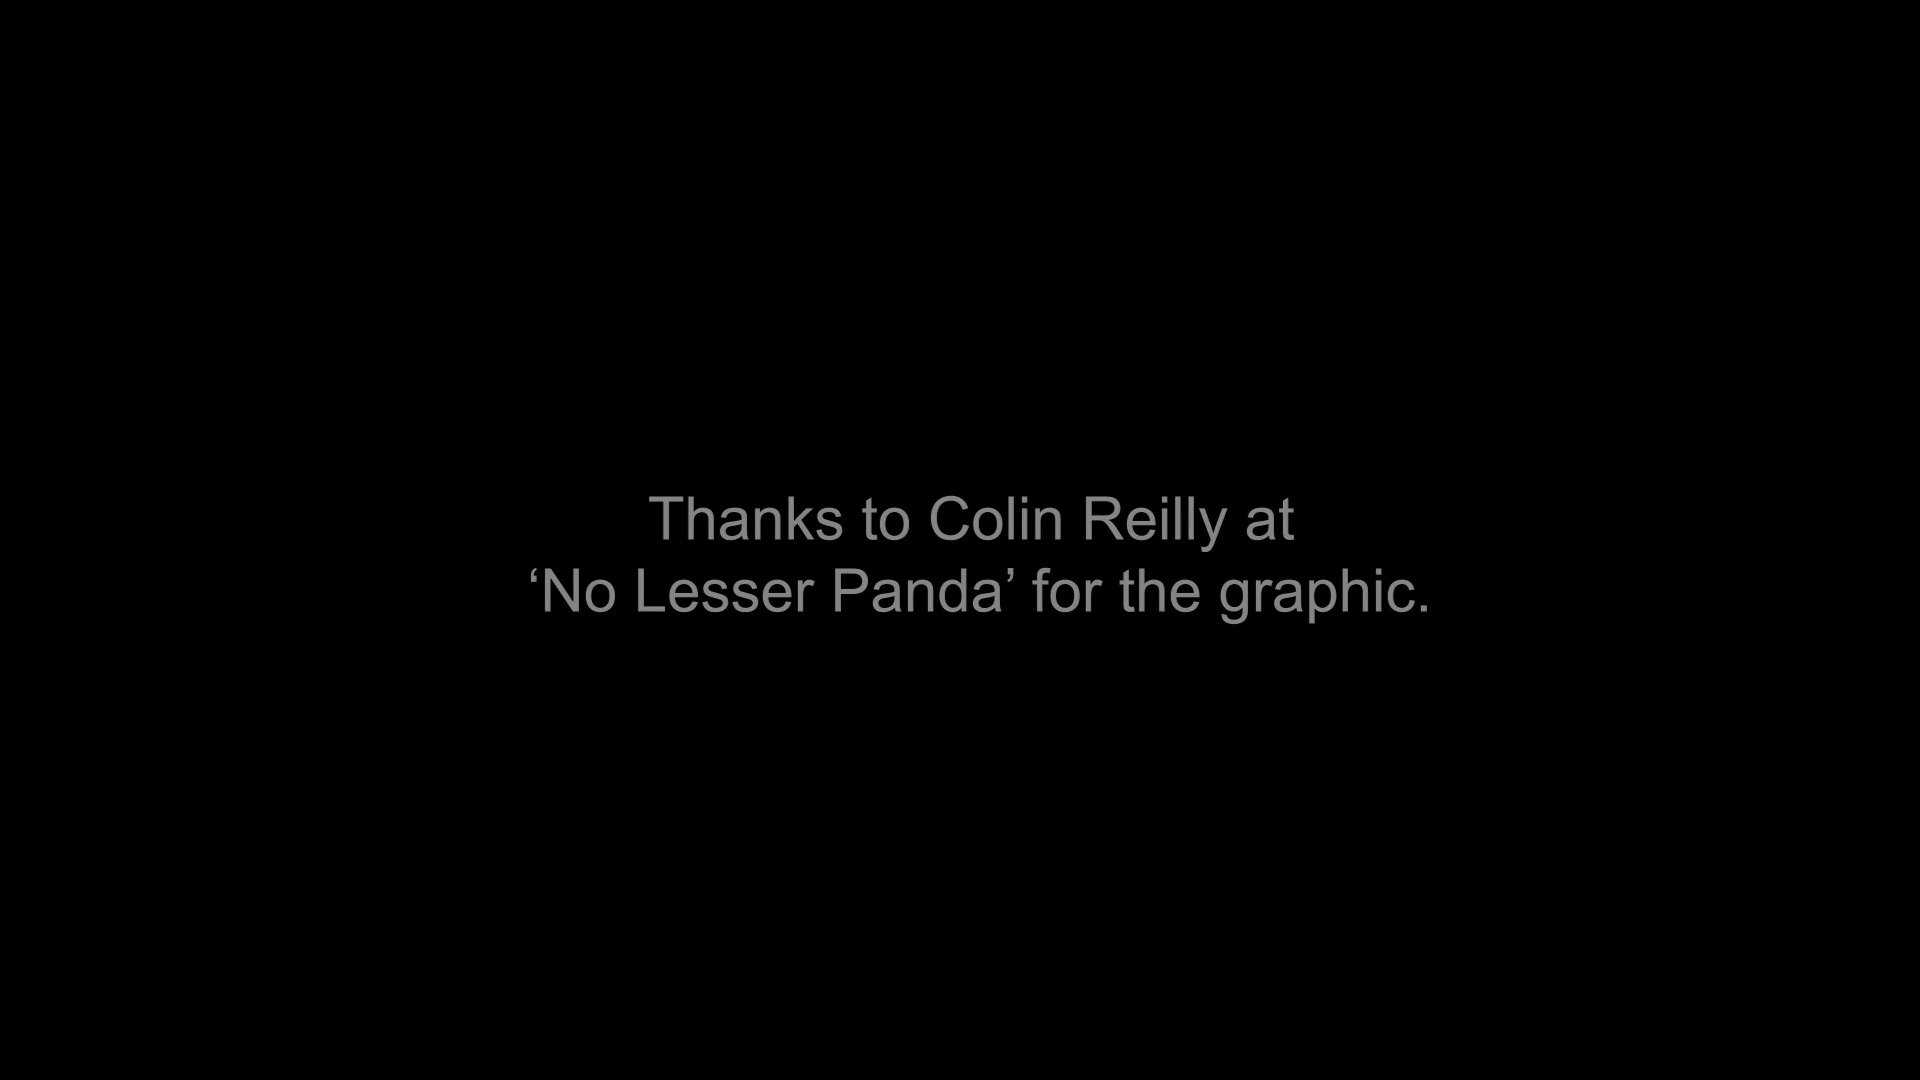 Thanks to Colin Reilly at
‘No Lesser Panda’ for the graphic.